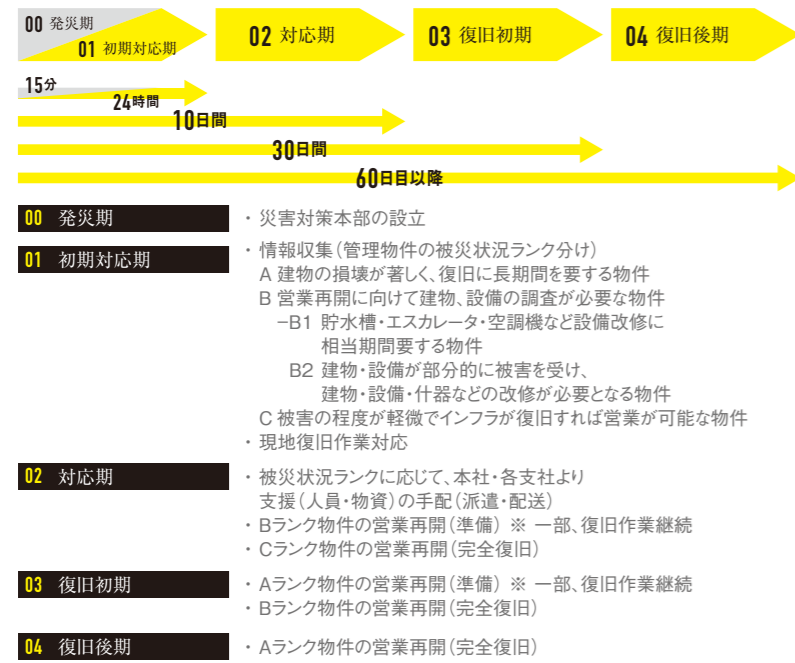 00 発災期
01 初期対応期
02 対応期
03 復旧初期
04 復旧後期
15分
24時間
10日間
30日間
60日目以降
00 発災期
・災害対策本部の設立
01 初期対応期
・情報収集（管理物件の被災状況ランク分け）
A 建物の損壊が著しく、復旧に長期間を要する物件
B 営業再開に向けて建物、設備の調査が必要な物件
−B1 貯水槽・エスカレータ・空調機など設備改修に
相当期間要する物件
B2 建物・設備が部分的に被害を受け、
建物・設備・什器などの改修が必要となる物件
C 被害の程度が軽微でインフラが復旧すれば営業が可能な物件
・現地復旧作業対応
02 対応期
・被災状況ランクに応じて、本社・各支社より
支援（人員・物資）の手配（派遣・配送）
・Bランク物件の営業再開（準備）※ 一部、復旧作業継続
・Cランク物件の営業再開（完全復旧）
03 復旧初期
・Aランク物件の営業再開（準備）※ 一部、復旧作業継続
・Bランク物件の営業再開（完全復旧）
04 復旧後期
・Aランク物件の営業再開（完全復旧）